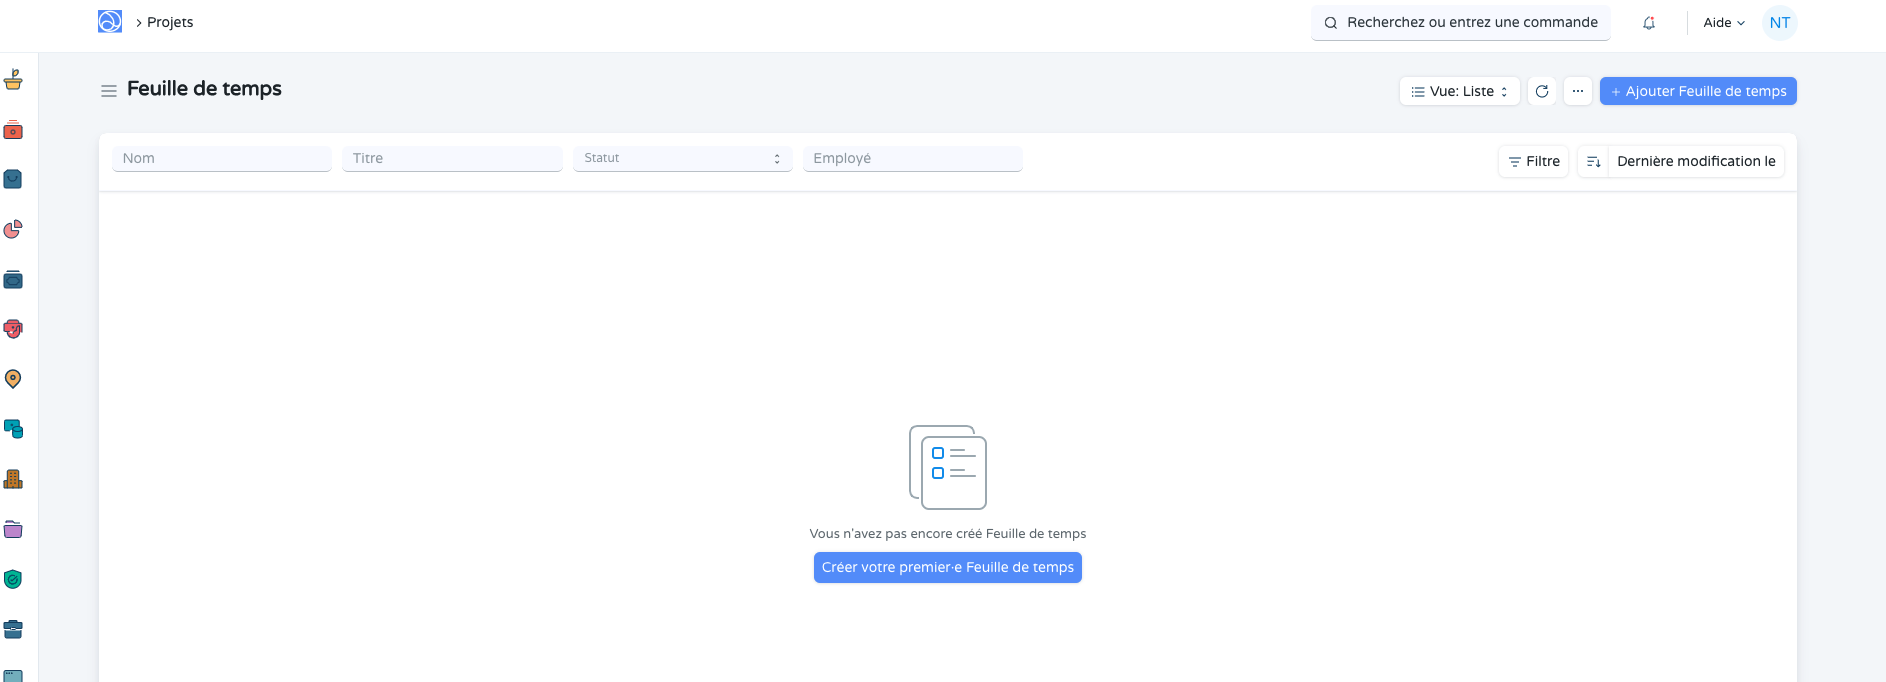 Projets
Recherchez ou entrez une commande
Aide
NT
Feuille de temps
Vue: Liste
+ Ajouter Feuille de temps
Nom
Titre
Statut
Employé
Filtre
Dernière modification le
Vous n'avez pas encore créé Feuille de temps
Créer votre premier·e Feuille de temps